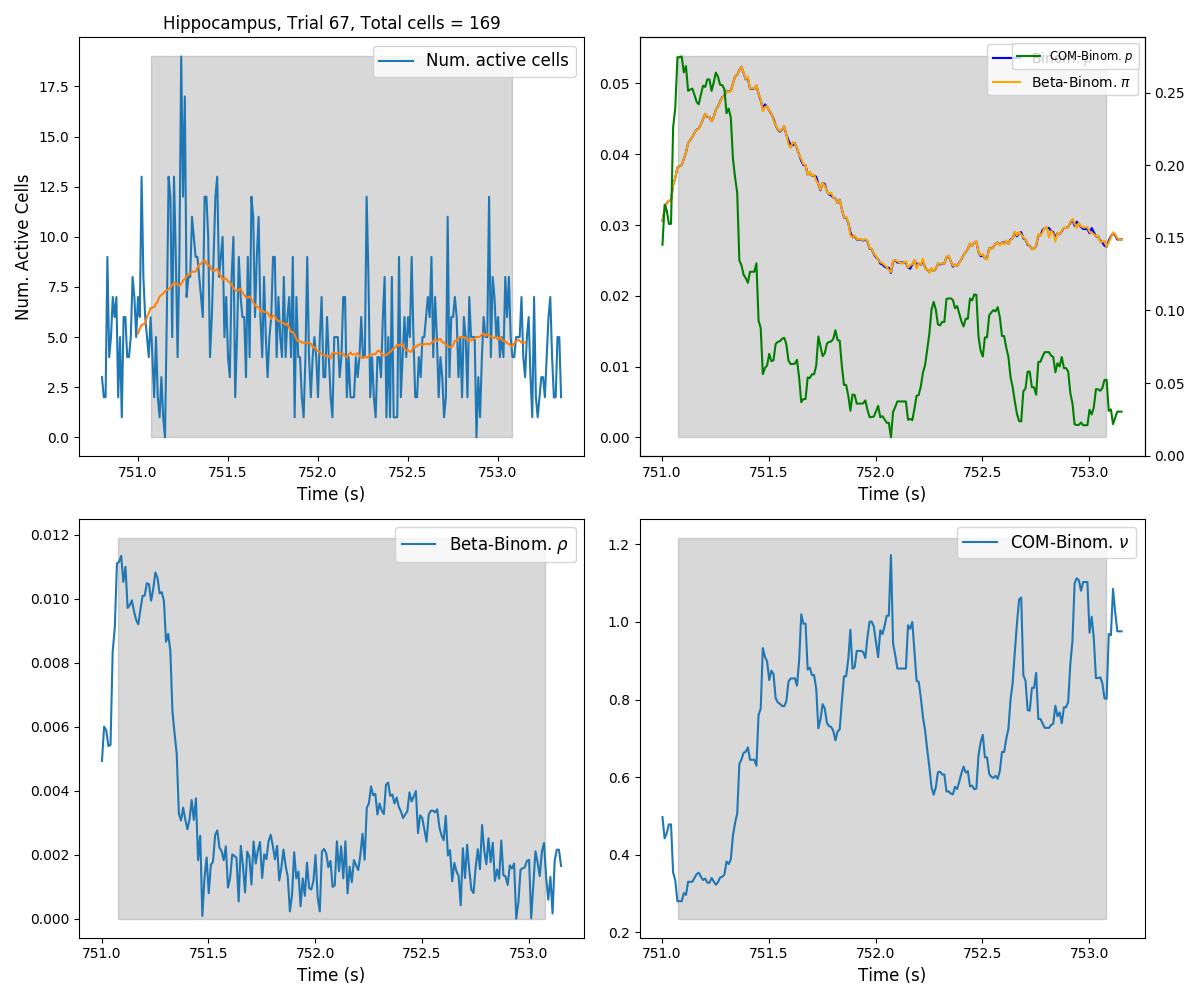 Hippocampus, Trial 67, Total cells = 169
Num. active cells
Num. Active Cells
17.5
15.0
12.5
10.0
7.5
5.0
2.5
0.0
751.0 751.5 752.0 752.5 753.0
Time (s)
COM-Binom. p
Beta-Binom. π
0.05
0.04
0.03
0.02
0.01
0.00
0.25
0.20
0.15
0.10
0.05
0.00
751.0 751.5 752.0 752.5 753.0
Time (s)
Beta-Binom. ρ
0.012
0.010
0.008
0.006
0.004
0.002
0.000
751.0 751.5 752.0 752.5 753.0
Time (s)
COM-Binom. ν
1.2
1.0
0.8
0.6
0.4
0.2
751.0 751.5 752.0 752.5 753.0
Time (s)